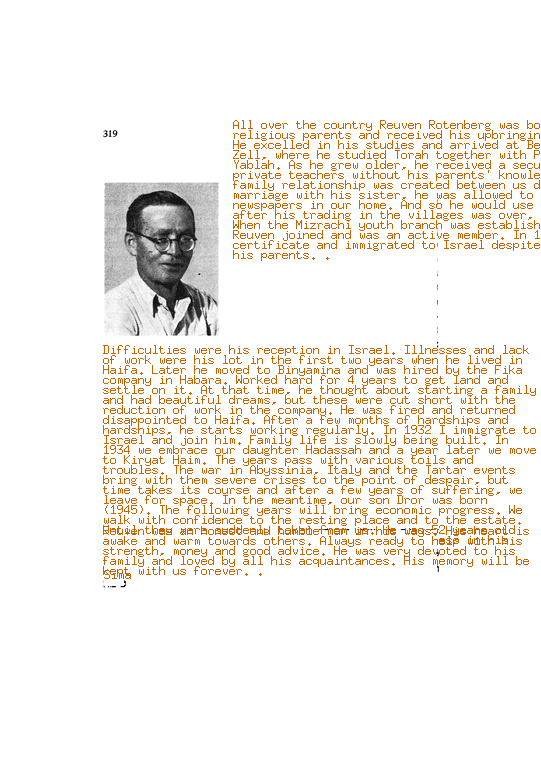 319
All over the country Reuven Rotenberg was bo
religious parents and received his upbringin
He excelled in his studies and arrived at Be
Zell, where he studied Torah together with P
Yablah. As he grew older, he received a secu
private teachers without his parents' knowle
family relationship was created between us d
marriage with his sister, he was allowed to
newspapers in our home. And so he would use
after his trading in the villages was over.
When the Mizrachi youth branch was establish
Reuven joined and was an active member. In 1
certificate and immigrated to Israel despite
his parents. .
Difficulties were his reception in Israel. Illnesses and lack
of work were his lot in the first two years when he lived in
Haifa. Later he moved to Binyamina and was hired by the Fika
company in Habara. Worked hard for 4 years to get land and
settle on it. At that time, he thought about starting a family
and had beautiful dreams, but these were cut short with the
reduction of work in the company. He was fired and returned
disappointed to Haifa. After a few months of hardships and
hardships, he starts working regularly. In 1932 I immigrate to
Israel and join him. Family life is slowly being built. In
1934 we embrace our daughter Hadassah and a year later we move
to Kiryat Haim. The years pass with various toils and
troubles. The war in Abyssinia, Italy and the Tartar events
bring with them severe crises to the point of despair, but
time takes its course and after a few years of suffering, we
leave for space. In the meantime, our son Dror was born
(1945). The following years will bring economic progress. We
walk with confidence to the resting place and to the estate.
awake and warm towards others. Always ready to help with his
strength, money and good advice. He was very devoted to his
family and loved by all his acquaintances. His memory will be
kept with us forever. .
Sima